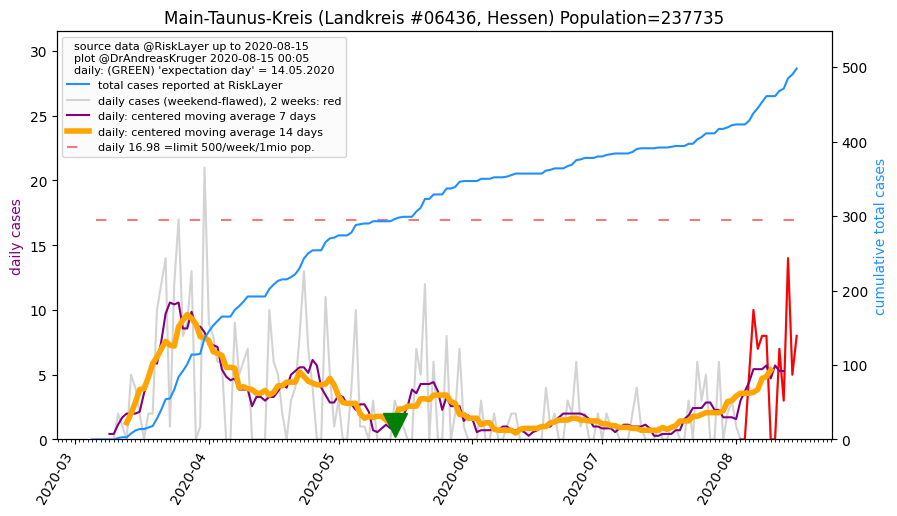 Main-Taunus-Kreis (Landkreis #06436, Hessen) Population=237735
source data @RiskLayer up to 2020-08-15
plot @DrAndreasKruger 2020-08-15 00:05
daily: (GREEN) 'expectation day' = 14.05.2020
total cases reported at RiskLayer
daily cases (weekend-flawed), 2 weeks: red
daily: centered moving average 7 days
daily: centered moving average 14 days
daily 16.98 =limit 500/week/1mio pop.
daily cases
30
25
20
15
10
5
0
cumulative total cases
500
400
300
200
100
0
2020-03
2020-04
2020-05
2020-06
2020-07
2020-08